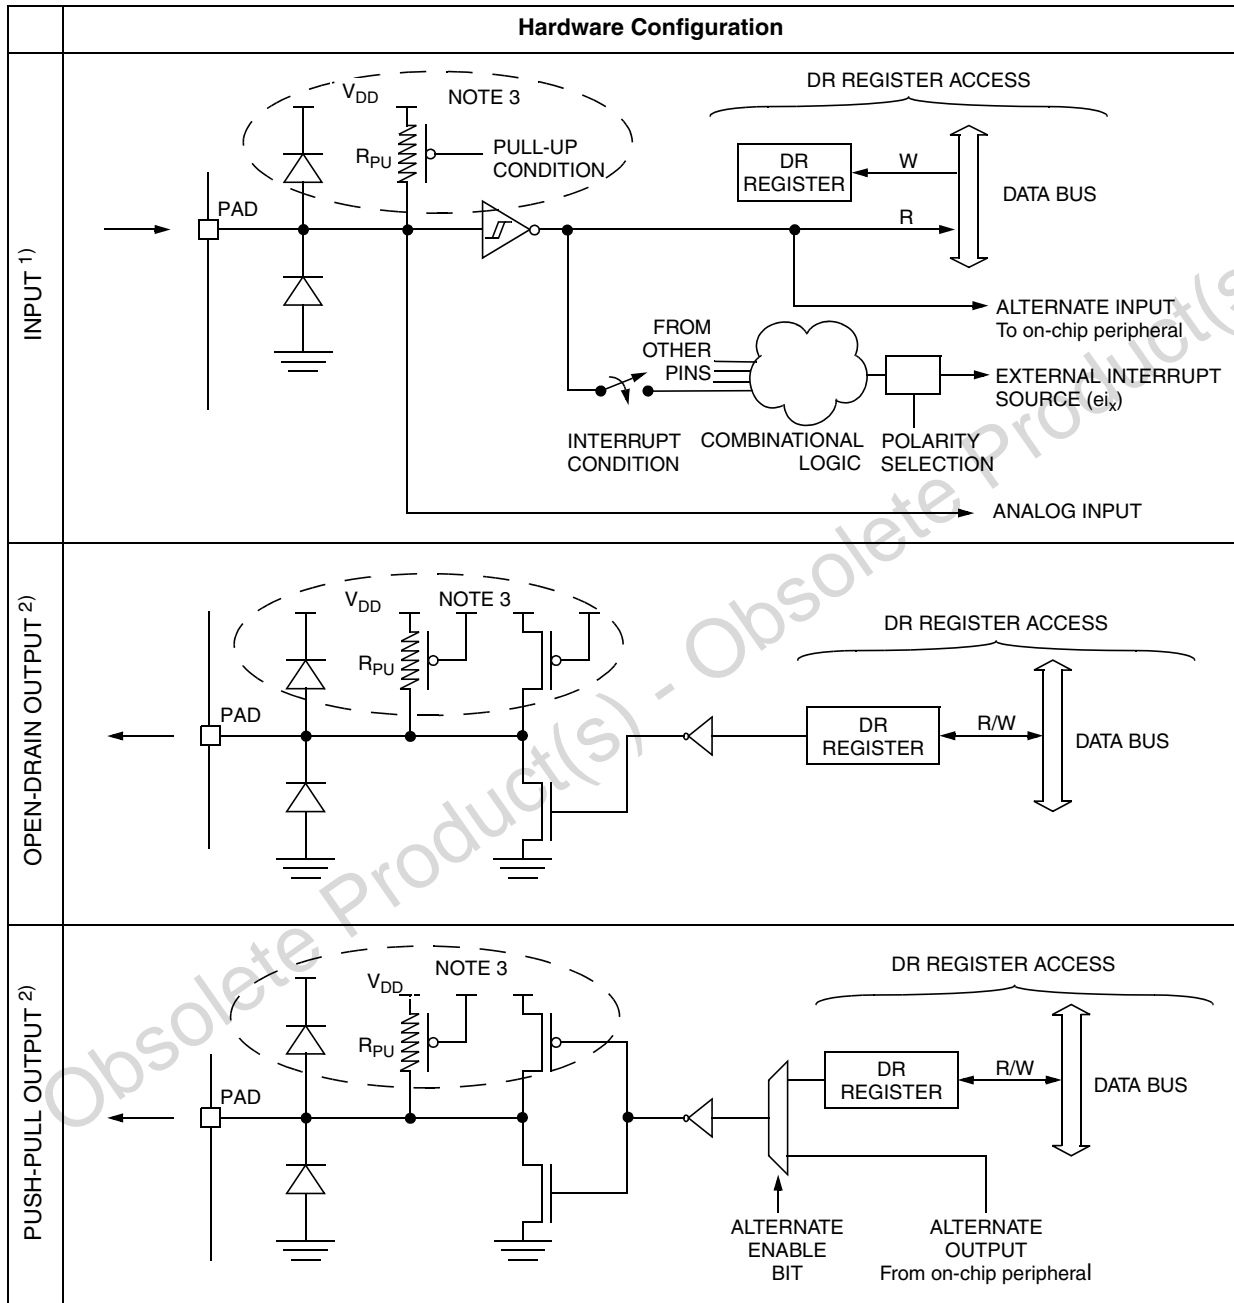 Hardware Configuration
INPUT 1)
VDD
NOTE 3
RPU
PULL-UP
CONDITION
PAD
DR REGISTER ACCESS
DR
REGISTER
W
R
DATA BUS
ALTERNATE INPUT
To on-chip peripheral
FROM
OTHER
PINS
EXTERNAL INTERRUPT
SOURCE (eix)
INTERRUPT
CONDITION
COMBINATIONAL
LOGIC
POLARITY
SELECTION
ANALOG INPUT
OPEN-DRAIN OUTPUT 2)
VDD
NOTE 3
RPU
PAD
DR REGISTER ACCESS
DR
REGISTER
R/W
DATA BUS
PUSH-PULL OUTPUT 2)
VDD
NOTE 3
RPU
PAD
DR REGISTER ACCESS
DR
REGISTER
R/W
DATA BUS
ALTERNATE
ENABLE
BIT
ALTERNATE
OUTPUT
From on-chip peripheral
Obsolete Product(s) - Obsolete Product(s